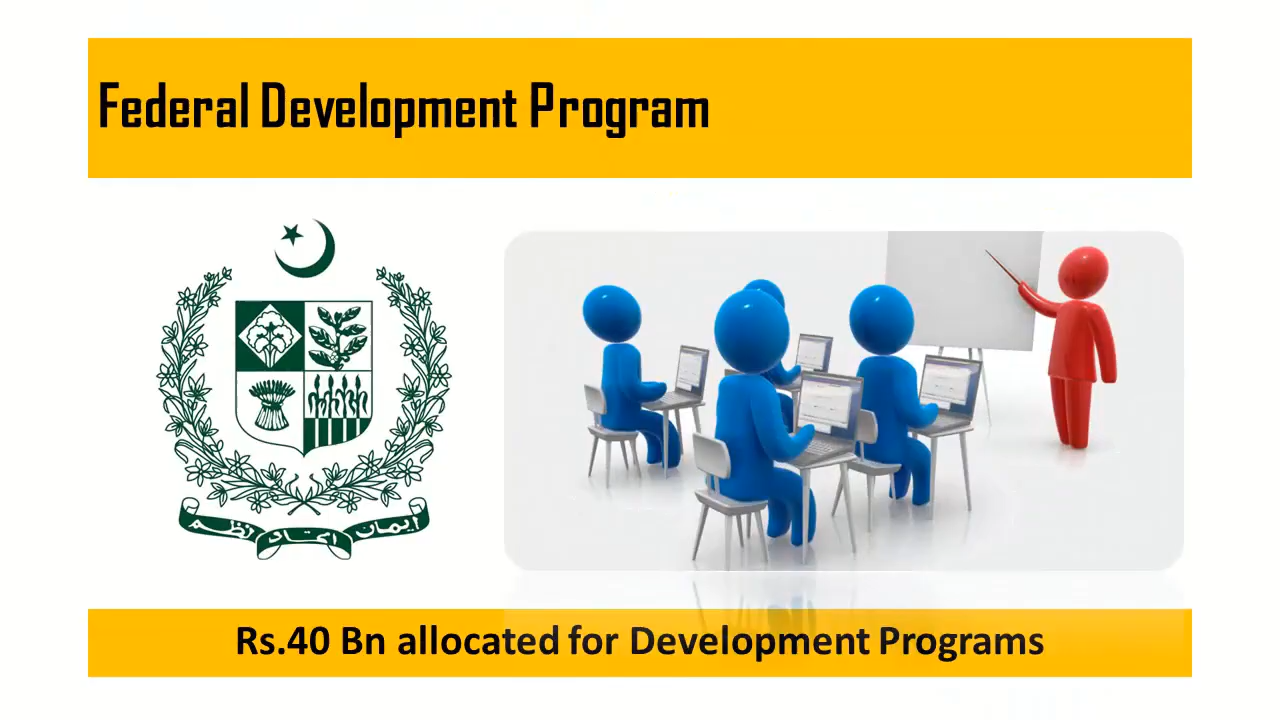 Federal Development Program
ایمان اتحاد نظم
Rs.40 Bn allocated for Development Programs